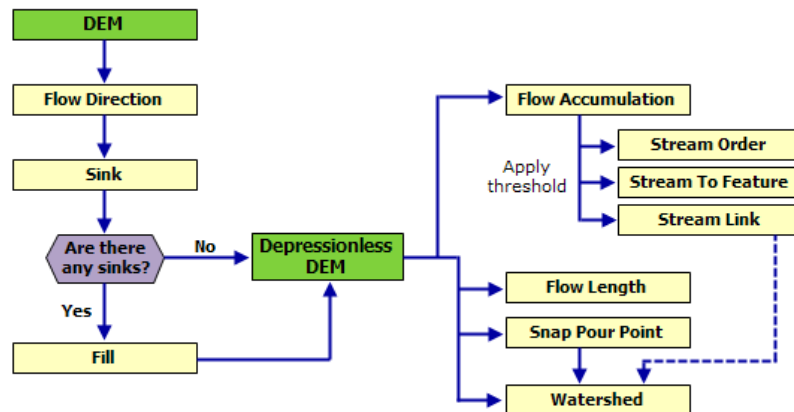 DEM
Flow Direction
Sink
Are there
any sinks?
No
Yes
Fill
Depressionless
DEM
Flow Accumulation
Apply
threshold
Stream Order
Stream To Feature
Stream Link
Flow Length
Snap Pour Point
Watershed